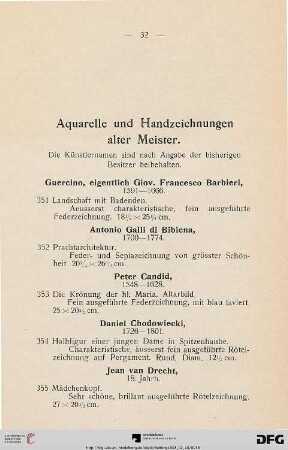 — 32 —
Aquarelle und Handzeichnungen
alter Meister.
Die Künstlernamen sind nach Angabe der bisherigen
Besitzer beibehalten.
Guercino, eigentlich Giov. Francesco Barbieri,
1591—1666.
351 Landschaft mit Badenden.
Aeusserst charakteristische, fein ausgeführte
Federzeichnung. 18½ × 25½ cm.
Antonio Galli di Bibiena,
1700—1774.
352 Prachtarchitektur.
Feder- und Sepiazeichnung von grösster Schön-
heit 20½ × 26½ cm.
Peter Candid,
1548—1628.
353 Die Krönung der hl. Maria. Altarbild.
Fein ausgeführte Federzeichnung, mit blau laviert
25 × 20½ cm.
Daniel Chodowiecki,
1726—1801.
354 Halbfigur einer jungen Dame in Spitzenhaube.
Charakteristische, äusserst fein ausgeführte Rötel-
zeichnung auf Pergament. Rund. Diam. 12½ cm.
Jean van Drecht,
18. Jahrh.
355 Mädchenkopf.
Sehr schöne, brillant ausgeführte Rötelzeichnung.
27 × 20½ cm.
UNIVERSITÄTS-
BIBLIOTHEK
HEIDELBERG
DFG